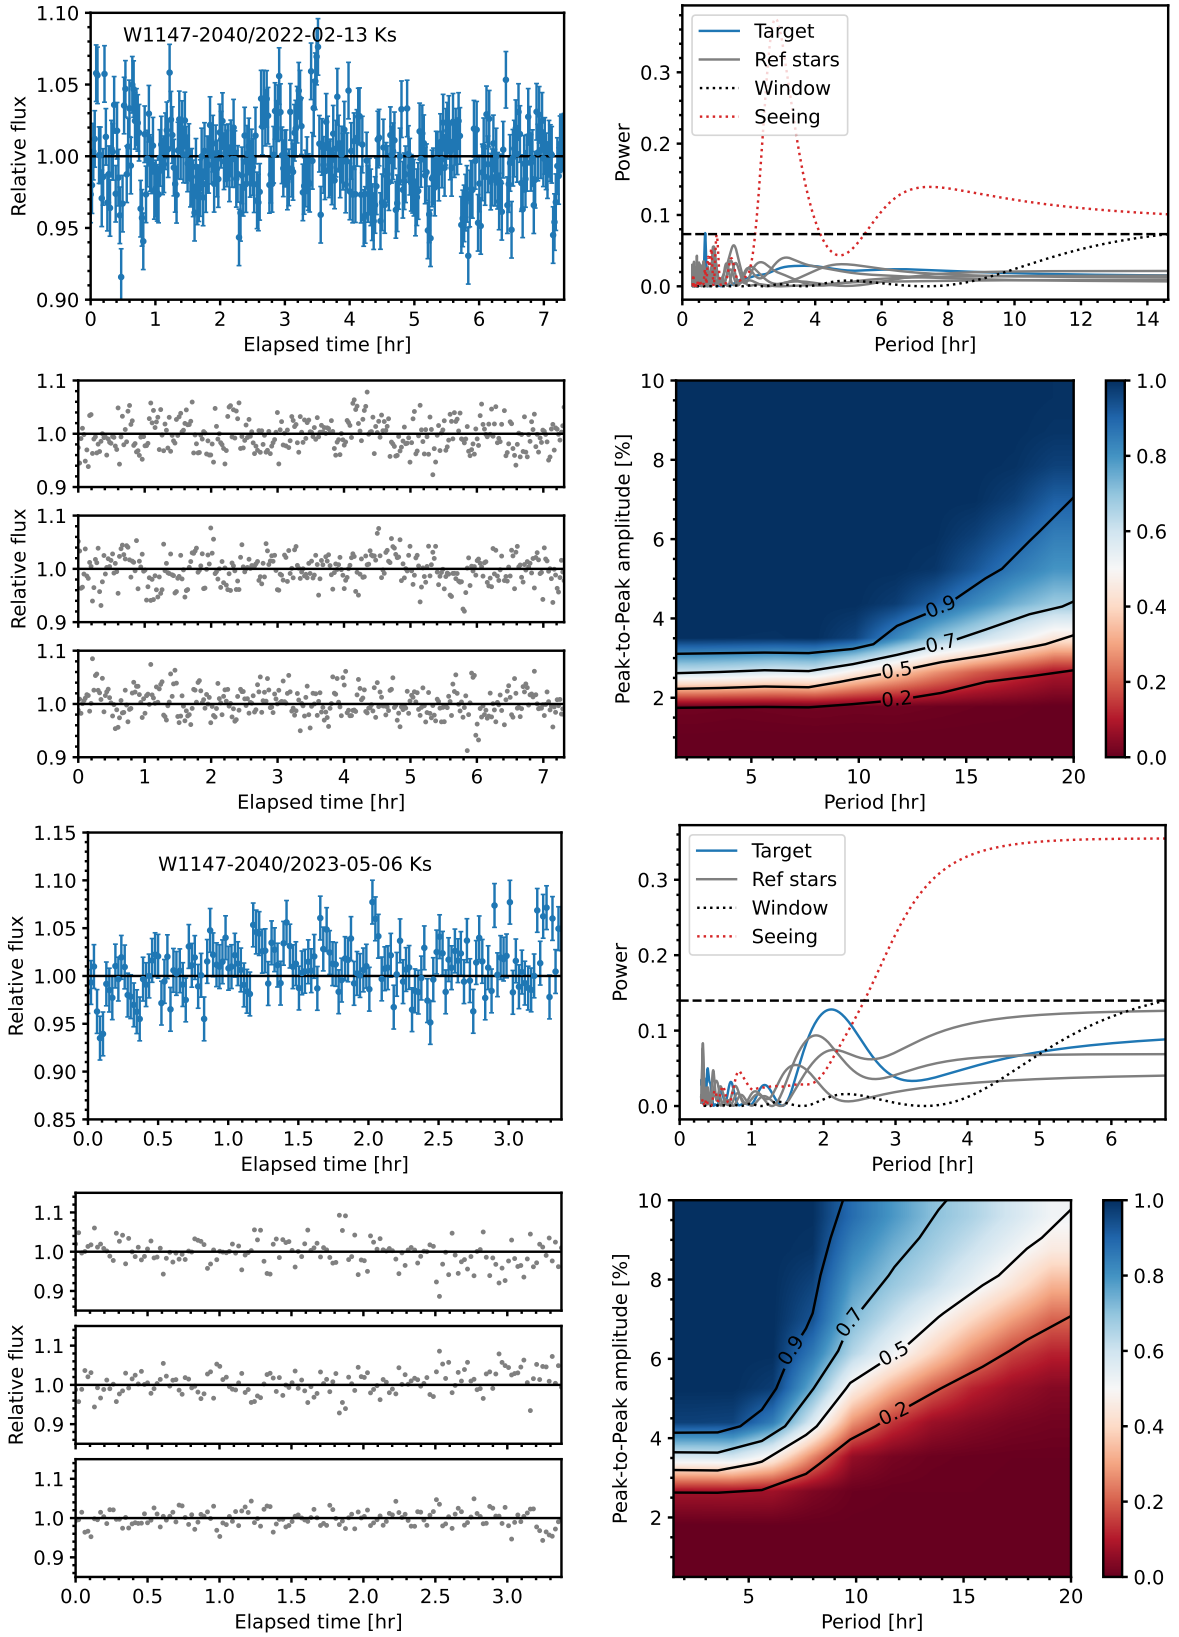 W1147-2040/2022-02-13 Ks
Relative flux
1.10
1.05
1.00
0.95
0.90
0 1 2 3 4 5 6 7
Elapsed time [hr]
Target
Ref stars
Window
Seeing
Power
0.3
0.2
0.1
0.0
0 2 4 6 8 10 12 14
Period [hr]
1.1
1.0
0.9
1.1
1.0
0.9
1.1
1.0
0.9
Relative flux
0 1 2 3 4 5 6 7
Elapsed time [hr]
Peak-to-Peak amplitude [%]
10
8
6
4
2
0.9
0.7
0.5
0.2
5 10 15 20
Period [hr]
1.0
0.8
0.6
0.4
0.2
0.0
W1147-2040/2023-05-06 Ks
Relative flux
1.15
1.10
1.05
1.00
0.95
0.90
0.85
0.0 0.5 1.0 1.5 2.0 2.5 3.0
Elapsed time [hr]
Target
Ref stars
Window
Seeing
Power
0.3
0.2
0.1
0.0
0 1 2 3 4 5 6
Period [hr]
1.1
1.0
0.9
1.1
1.0
0.9
1.1
1.0
0.9
Relative flux
0.0 0.5 1.0 1.5 2.0 2.5 3.0
Elapsed time [hr]
Peak-to-Peak amplitude [%]
10
8
6
4
2
0.9
0.7
0.5
0.2
5 10 15 20
Period [hr]
1.0
0.8
0.6
0.4
0.2
0.0